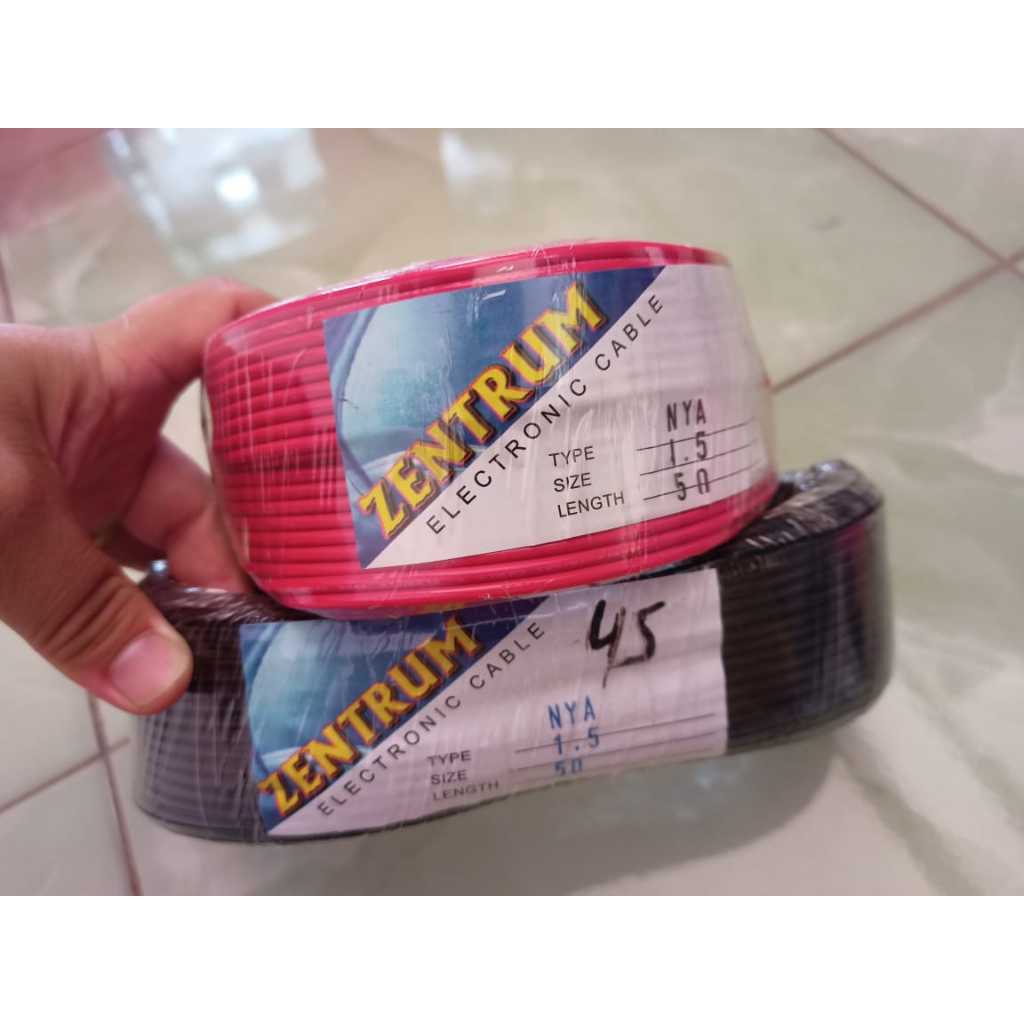 ZENTRUM
ELECTRONIC CABLE
TYPE NYA
SIZE 1.5
LENGTH 50
45
ZENTRUM
ELECTRONIC CABLE
TYPE NYA
SIZE 1.5
LENGTH 50